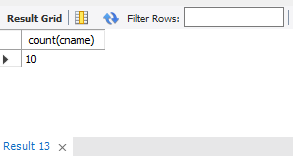 Result Grid Filter Rows:
count(cname)
10
Result 13 ×